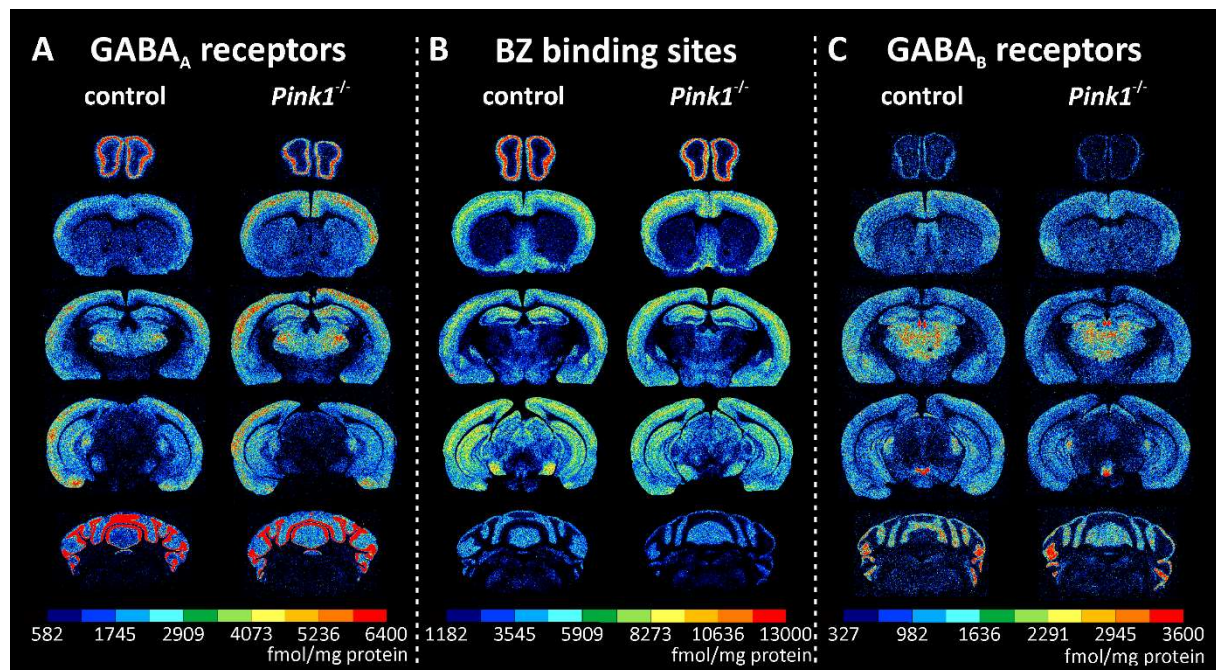 A GABAA receptors
control Pink1-/-
B BZ binding sites
control Pink1-/-
C GABAB receptors
control Pink1-/-
582 1745 2909 4073 5236 6400
fmol/mg protein
1182 3545 5909 8273 10636 13000
fmol/mg protein
327 982 1636 2291 2945 3600
fmol/mg protein